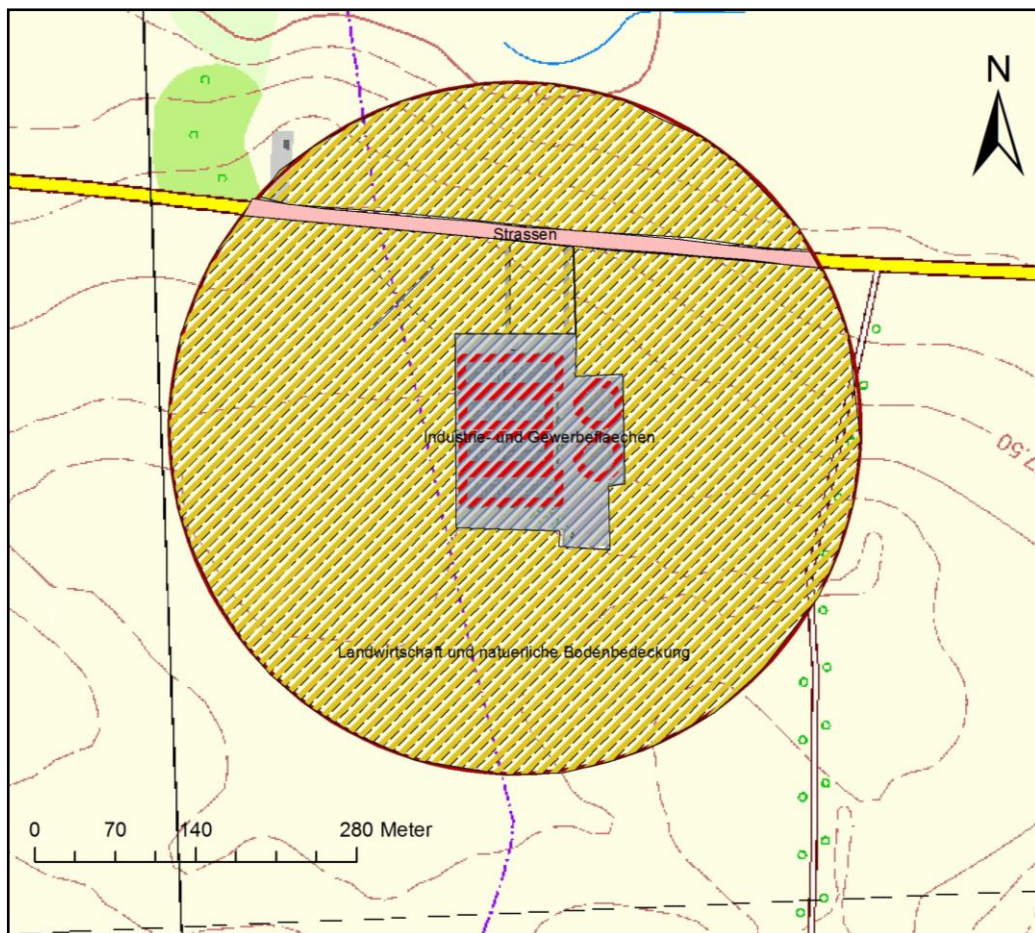 N
Strassen
Industrie- und Gewerbeflaechen
Landwirtschaft und natuerliche Bodenbedeckung
0 70 140 280 Meter